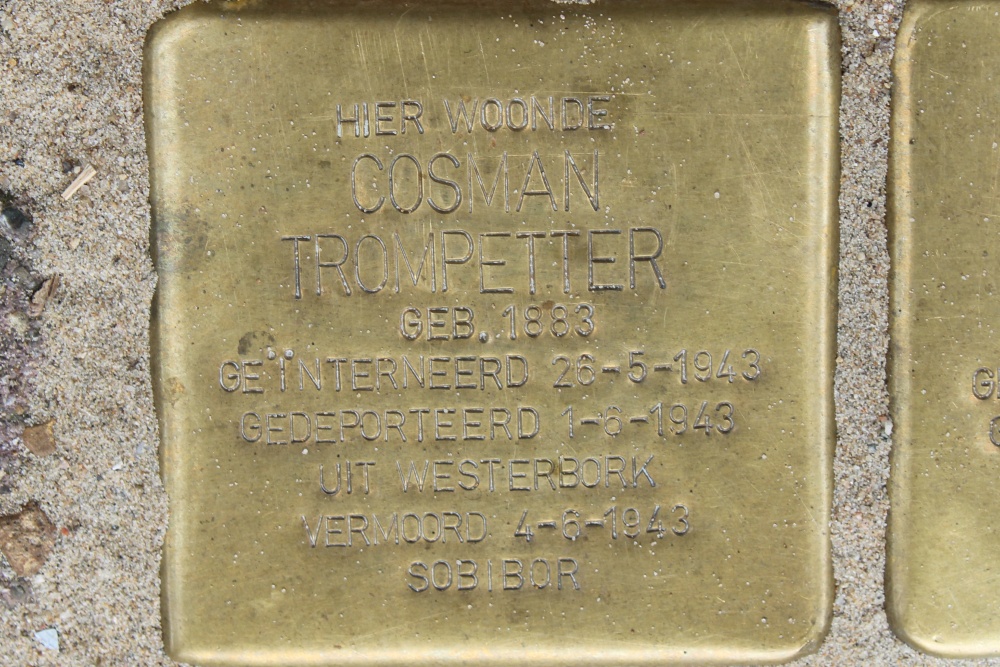 HIER WOONDE
COSMAN
TROMPETTER
GEB. 1883
GEÏNTERNEERD 26-5-1943
GEDEPORTEERD 1-6-1943
UIT WESTERBORK
VERMOORD 4-6-1943
SOBIBOR